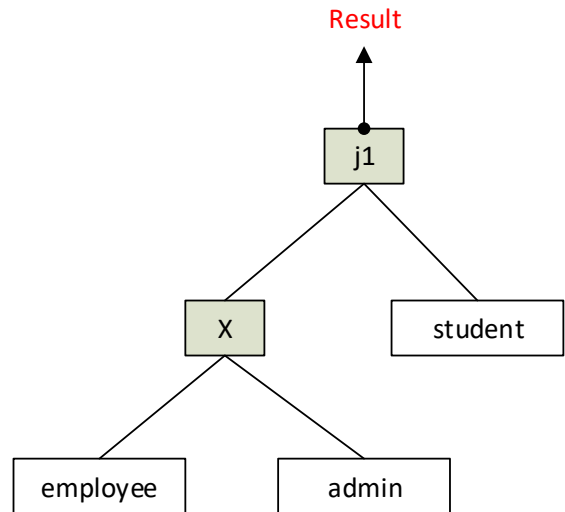 Result
j1
X
student
employee
admin